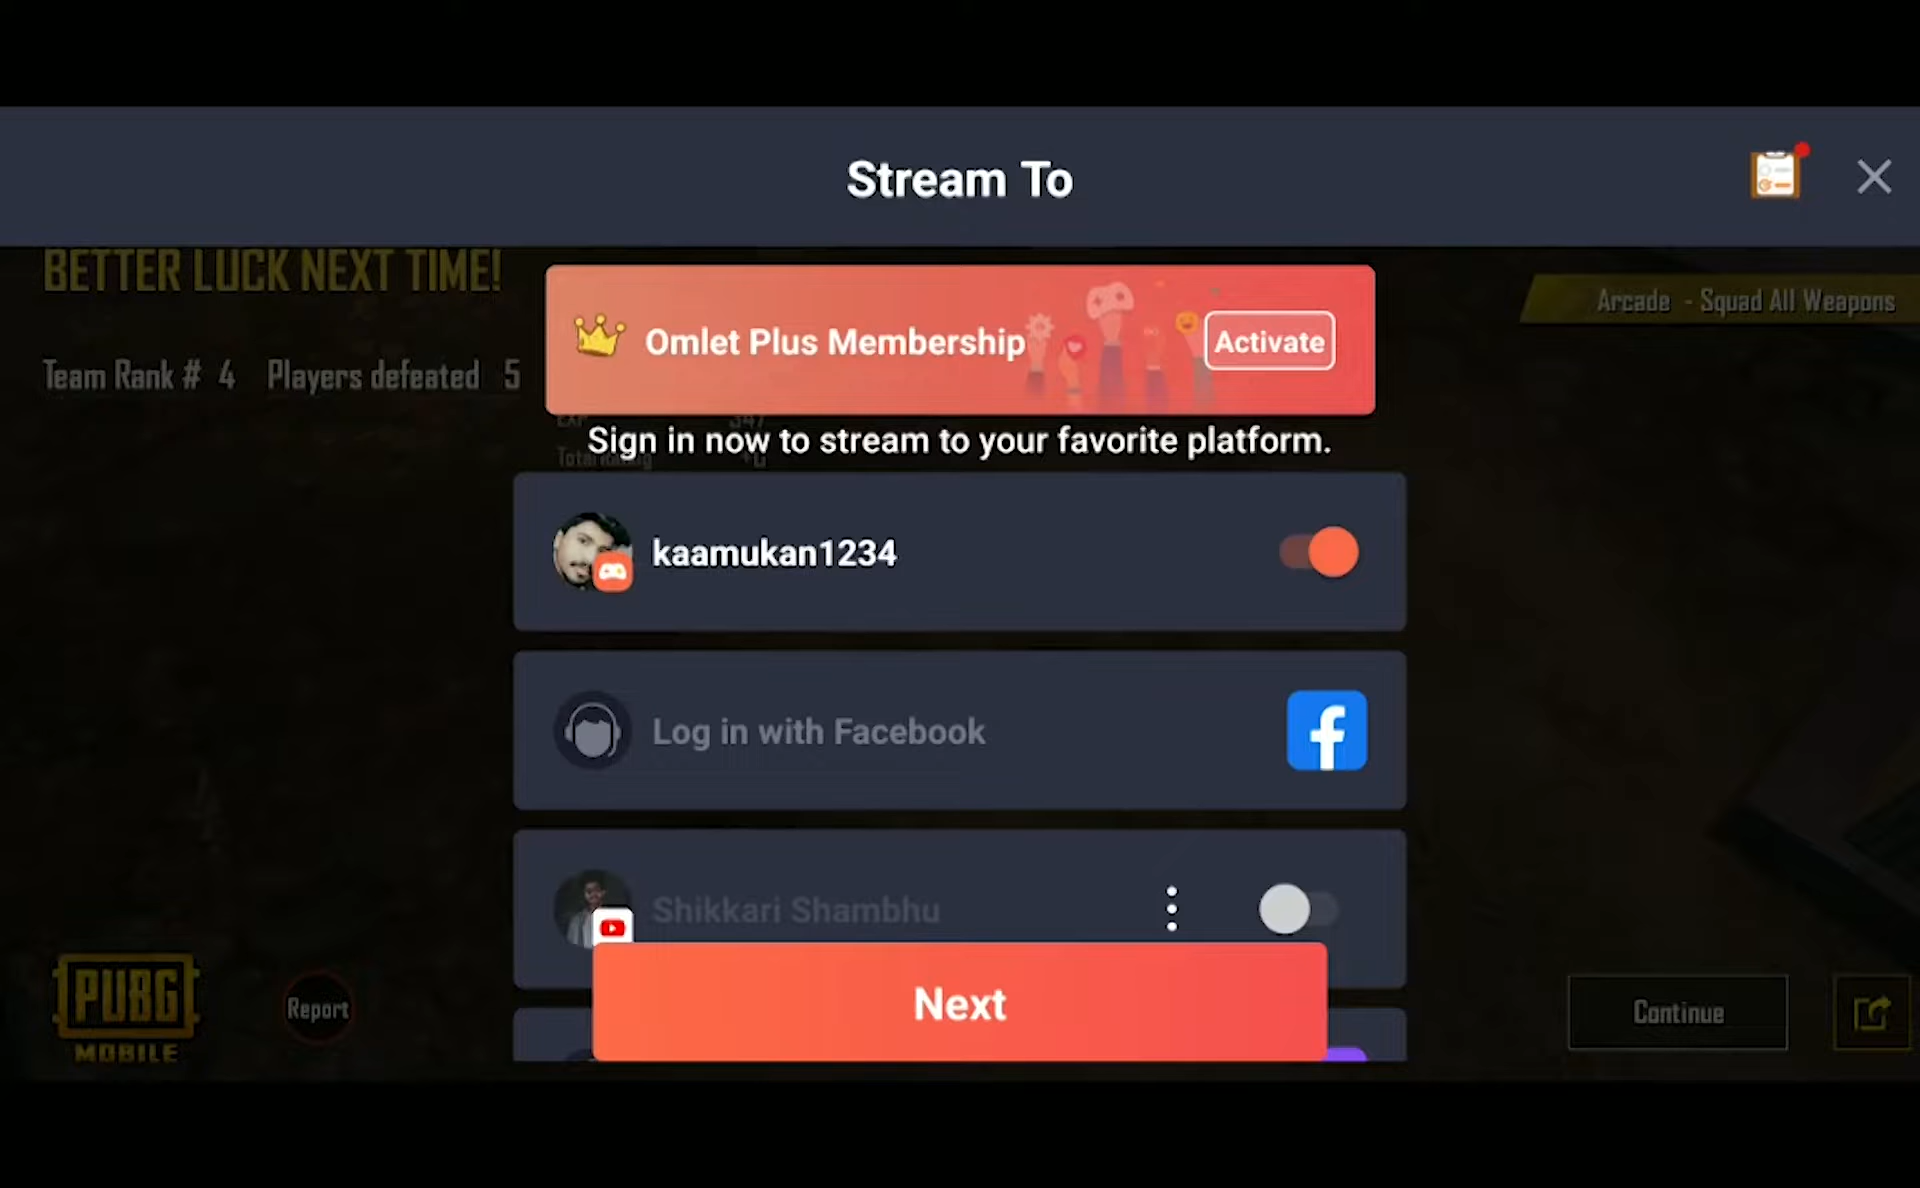 Stream To
BETTER LUCK NEXT TIME!
Arcade - Squad All Weapons
Omlet Plus Membership
Activate
Team Rank # 4 Players defeated 5
Sign in now to stream to your favorite platform.
kaamukan1234
Log in with Facebook
Shikkari Shambhu
Next
PUBG
MOBILE
Report
Continue